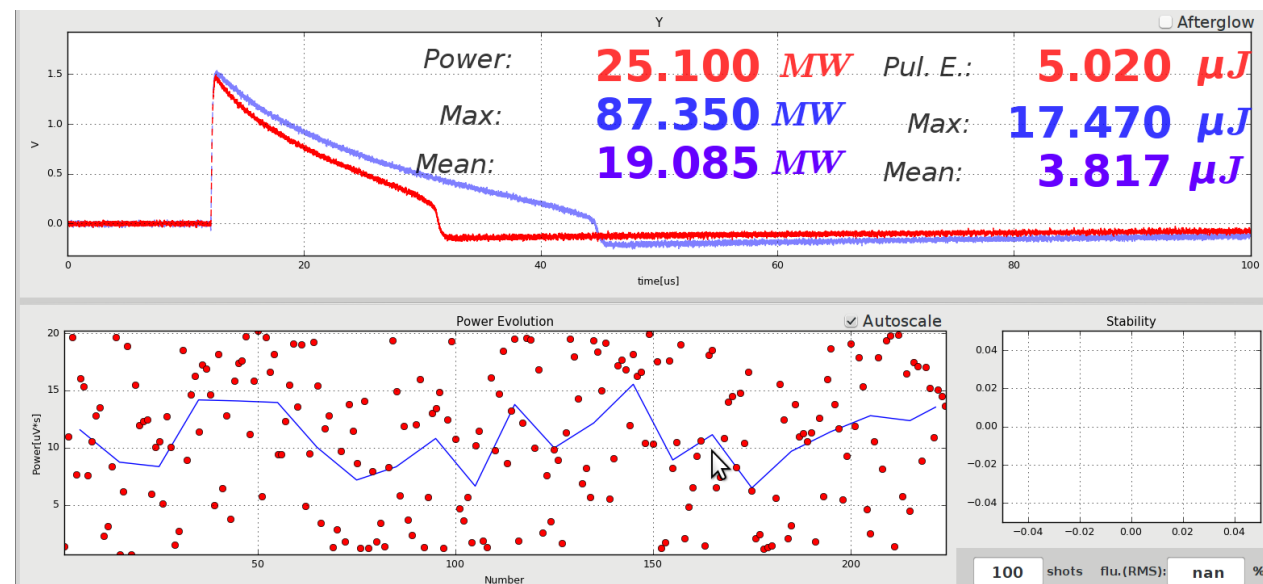 Y
Afterglow
Power: 25.100 MW Pul. E.: 5.020 μJ
Max: 87.350 MW Max: 17.470 μJ
Mean: 19.085 MW Mean: 3.817 μJ
V
1.5
1.0
0.5
0.0
0 20 40 60 80 100
time[us]
Power Evolution
Autoscale
Power[uV*s]
20
15
10
5
50 100 150 200
Number
Stability
0.04
0.02
0.00
−0.02
−0.04
−0.04 −0.02 0.00 0.02 0.04
100 shots flu.(RMS): nan %